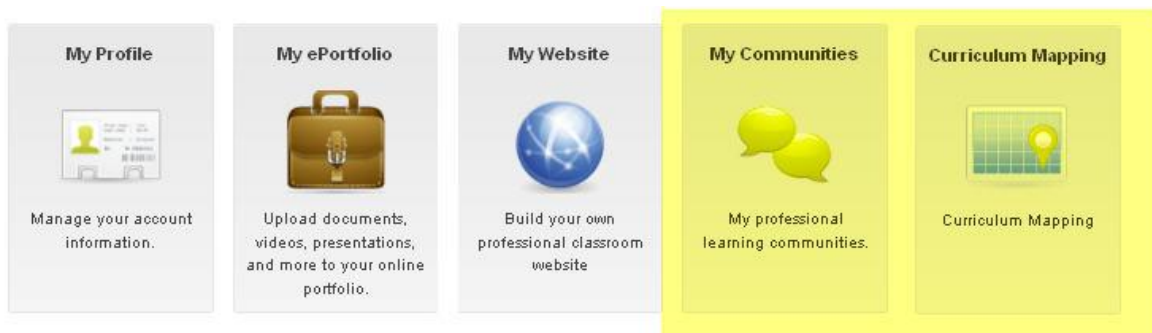 My Profile
Manage your account
information.
My ePortfolio
Upload documents,
videos, presentations,
and more to your online
portfolio.
My Website
Build your own
professional classroom
website
My Communities
My professional
learning communities.
Curriculum Mapping
Curriculum Mapping